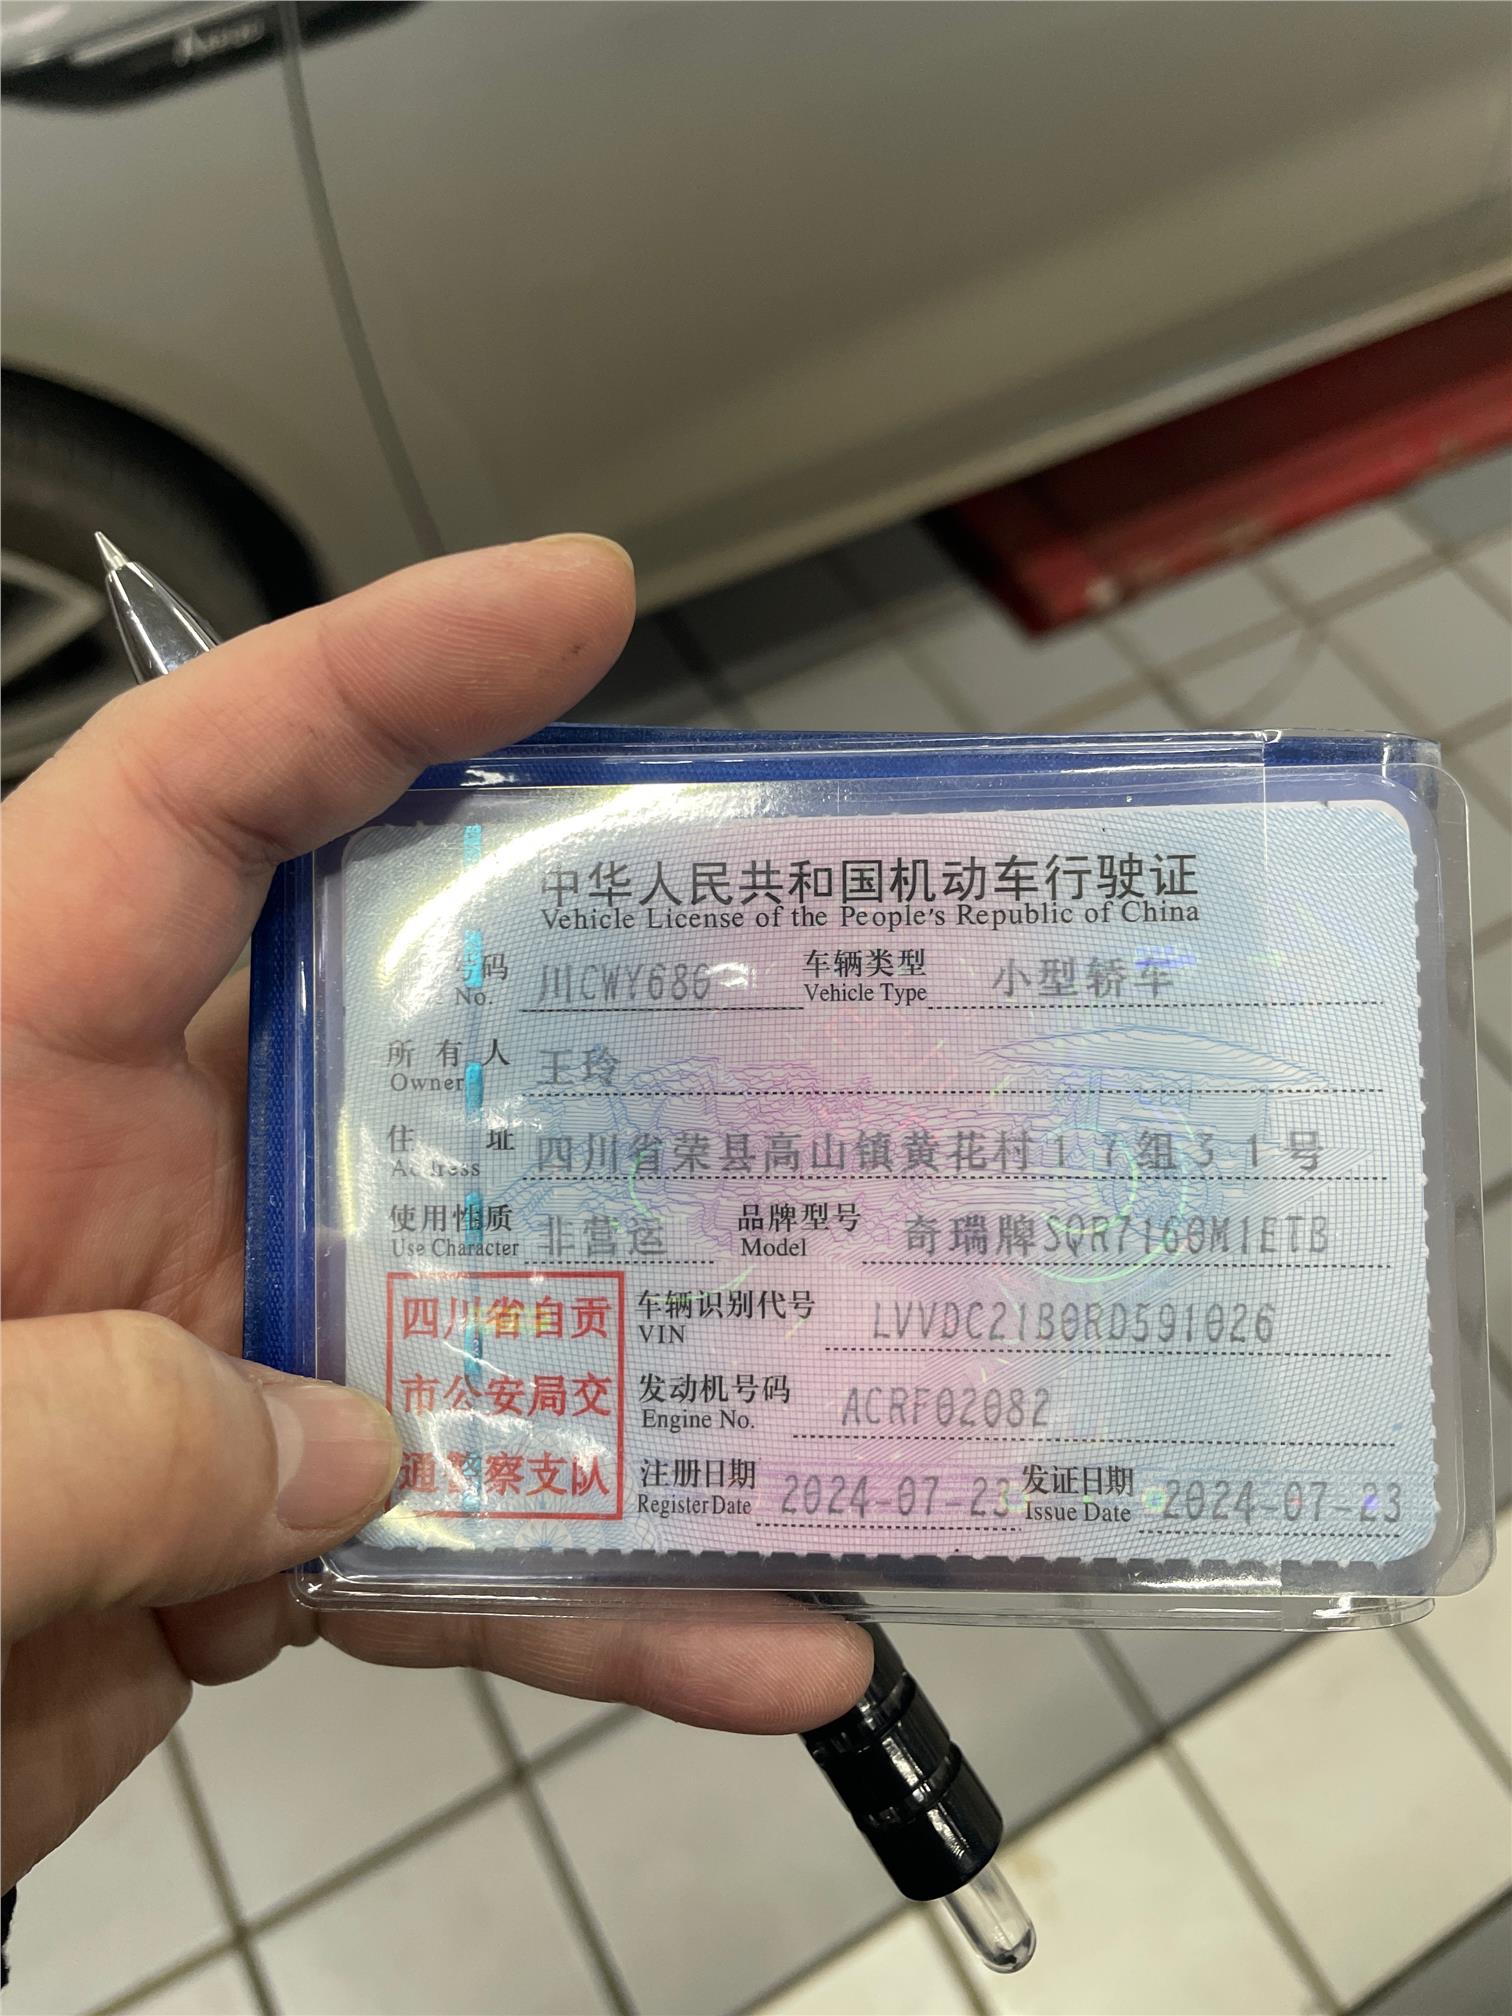 中华人民共和国机动车行驶证
Vehicle License of the People's Republic of China
号码 川CWY686 车辆类型 小型轿车
No. Vehicle Type
所有人 王玲
Owner
住址 四川省荣县高山镇黄花村17组31号
Address
使用性质 非营运 品牌型号 奇瑞牌SQR7160M1ETB
Use Character Model
四川省自贡
市公安局交
通警察支队
车辆识别代号 LVVDC21B0RD591026
VIN
发动机号码 ACRF02082
Engine No.
注册日期 2024-07-23 发证日期 2024-07-23
Register Date Issue Date